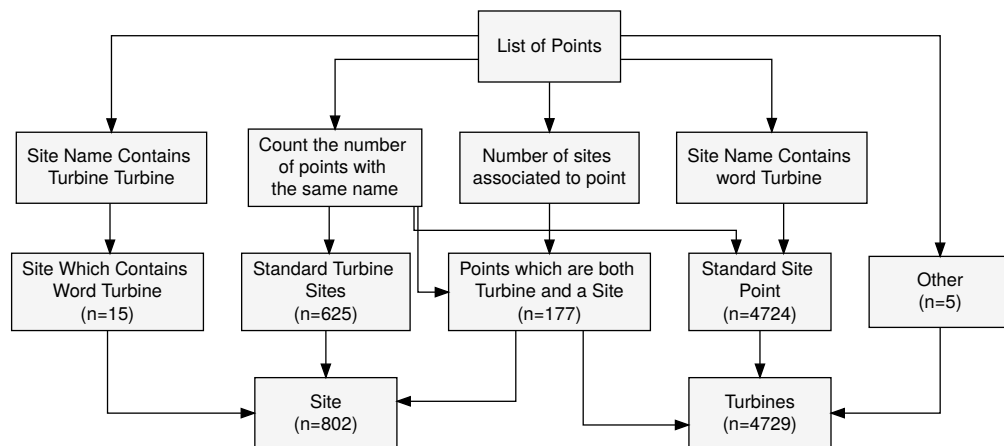 List of Points
Site Name Contains
Turbine Turbine
Count the number
of points with
the same name
Number of sites
associated to point
Site Name Contains
word Turbine
Site Which Contains
Word Turbine
(n=15)
Standard Turbine
Sites
(n=625)
Points which are both
Turbine and a Site
(n=177)
Standard Site
Point
(n=4724)
Other
(n=5)
Site
(n=802)
Turbines
(n=4729)